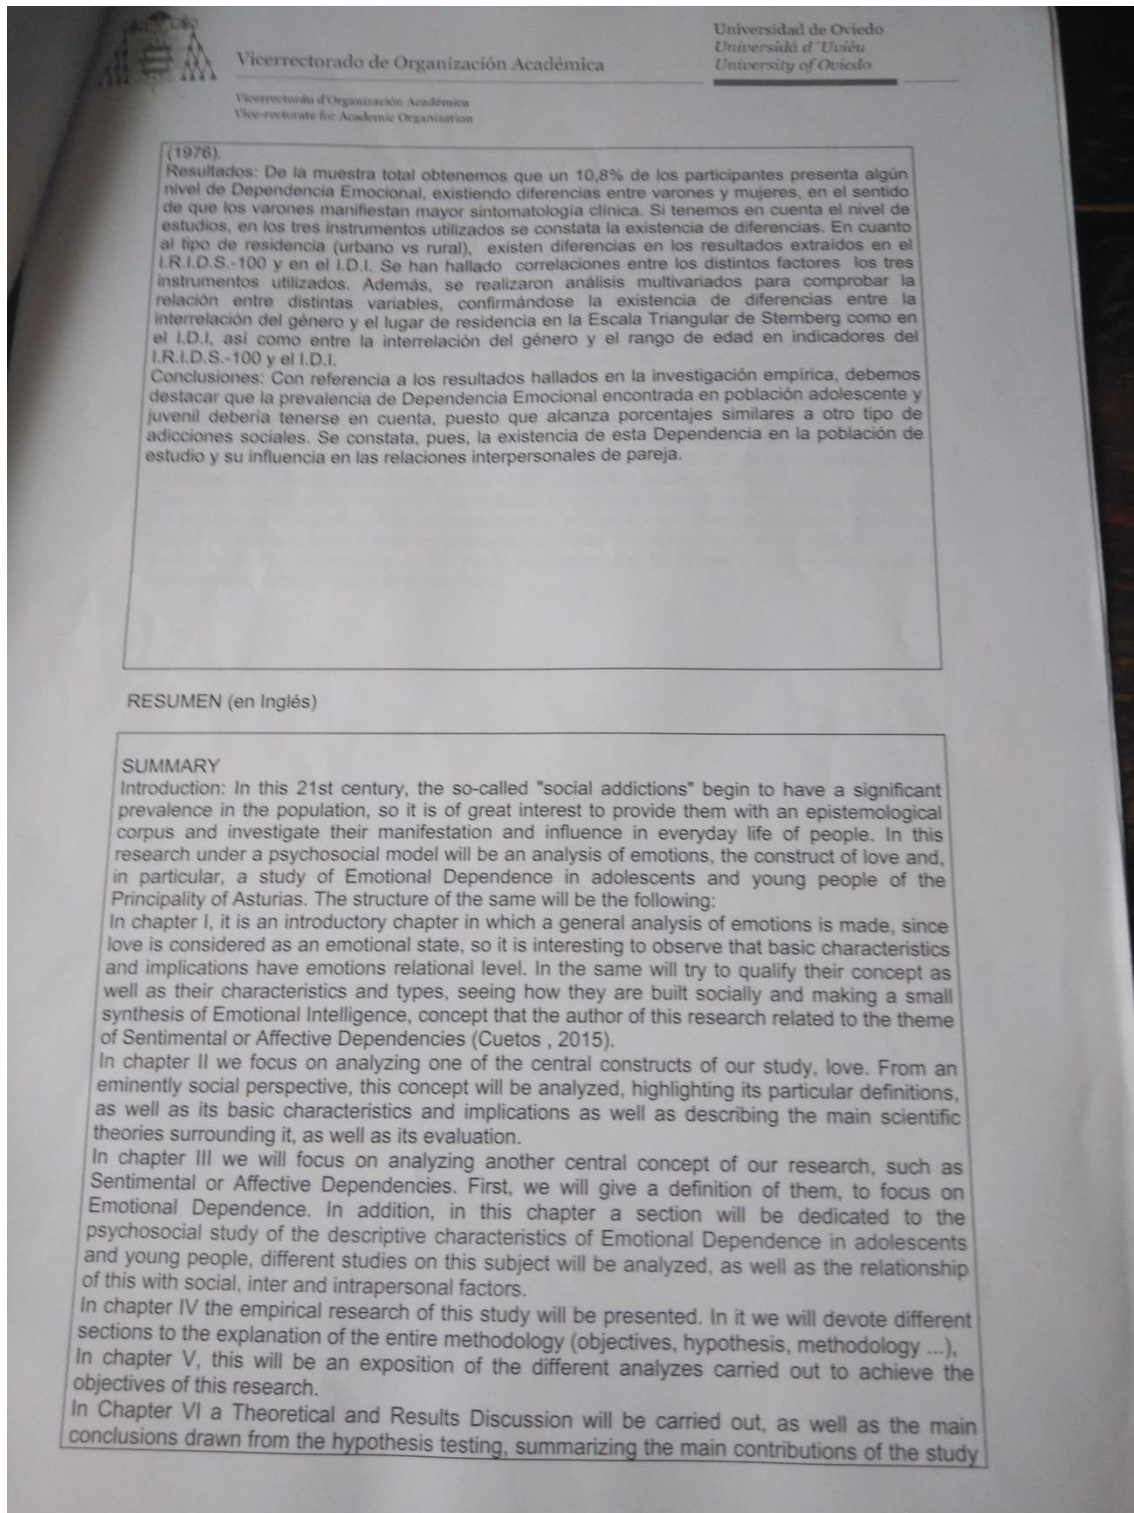 Universidad de Oviedo
Universidá d´Uviéu
University of Oviedo
Vicerrectorado de Organización Académica
Vicerrectoráu d'Organización Académica
Vice-rectorate for Academic Organization
(1976).
Resultados: De la muestra total obtenemos que un 10,8% de los participantes presenta algún
nivel de Dependencia Emocional, existiendo diferencias entre varones y mujeres, en el sentido
de que los varones manifiestan mayor sintomatología clínica. Si tenemos en cuenta el nivel de
estudios, en los tres instrumentos utilizados se constata la existencia de diferencias. En cuanto
al tipo de residencia (urbano vs rural), existen diferencias en los resultados extraídos en el
I.R.I.D.S.-100 y en el I.D.I. Se han hallado correlaciones entre los distintos factores los tres
instrumentos utilizados. Además, se realizaron análisis multivariados para comprobar la
relación entre distintas variables, confirmándose la existencia de diferencias entre la
interrelación del género y el lugar de residencia en la Escala Triangular de Sternberg como en
el I.D.I, así como entre la interrelación del género y el rango de edad en indicadores del
I.R.I.D.S.-100 y el I.D.I.
Conclusiones: Con referencia a los resultados hallados en la investigación empírica, debemos
destacar que la prevalencia de Dependencia Emocional encontrada en población adolescente y
juvenil debería tenerse en cuenta, puesto que alcanza porcentajes similares a otro tipo de
adicciones sociales. Se constata, pues, la existencia de esta Dependencia en la población de
estudio y su influencia en las relaciones interpersonales de pareja.
RESUMEN (en Inglés)
SUMMARY
Introduction: In this 21st century, the so-called "social addictions" begin to have a significant
prevalence in the population, so it is of great interest to provide them with an epistemological
corpus and investigate their manifestation and influence in everyday life of people. In this
research under a psychosocial model will be an analysis of emotions, the construct of love and,
in particular, a study of Emotional Dependence in adolescents and young people of the
Principality of Asturias. The structure of the same will be the following:
In chapter I, it is an introductory chapter in which a general analysis of emotions is made, since
love is considered as an emotional state, so it is interesting to observe that basic characteristics
and implications have emotions relational level. In the same will try to qualify their concept as
well as their characteristics and types, seeing how they are built socially and making a small
synthesis of Emotional Intelligence, concept that the author of this research related to the theme
of Sentimental or Affective Dependencies (Cuetos , 2015).
In chapter II we focus on analyzing one of the central constructs of our study, love. From an
eminently social perspective, this concept will be analyzed, highlighting its particular definitions,
as well as its basic characteristics and implications as well as describing the main scientific
theories surrounding it, as well as its evaluation.
In chapter III we will focus on analyzing another central concept of our research, such as
Sentimental or Affective Dependencies. First, we will give a definition of them, to focus on
Emotional Dependence. In addition, in this chapter a section will be dedicated to the
psychosocial study of the descriptive characteristics of Emotional Dependence in adolescents
and young people, different studies on this subject will be analyzed, as well as the relationship
of this with social, inter and intrapersonal factors.
In chapter IV the empirical research of this study will be presented. In it we will devote different
sections to the explanation of the entire methodology (objectives, hypothesis, methodology ...),
In chapter V, this will be an exposition of the different analyzes carried out to achieve the
objectives of this research.
In Chapter VI a Theoretical and Results Discussion will be carried out, as well as the main
conclusions drawn from the hypothesis testing, summarizing the main contributions of the study